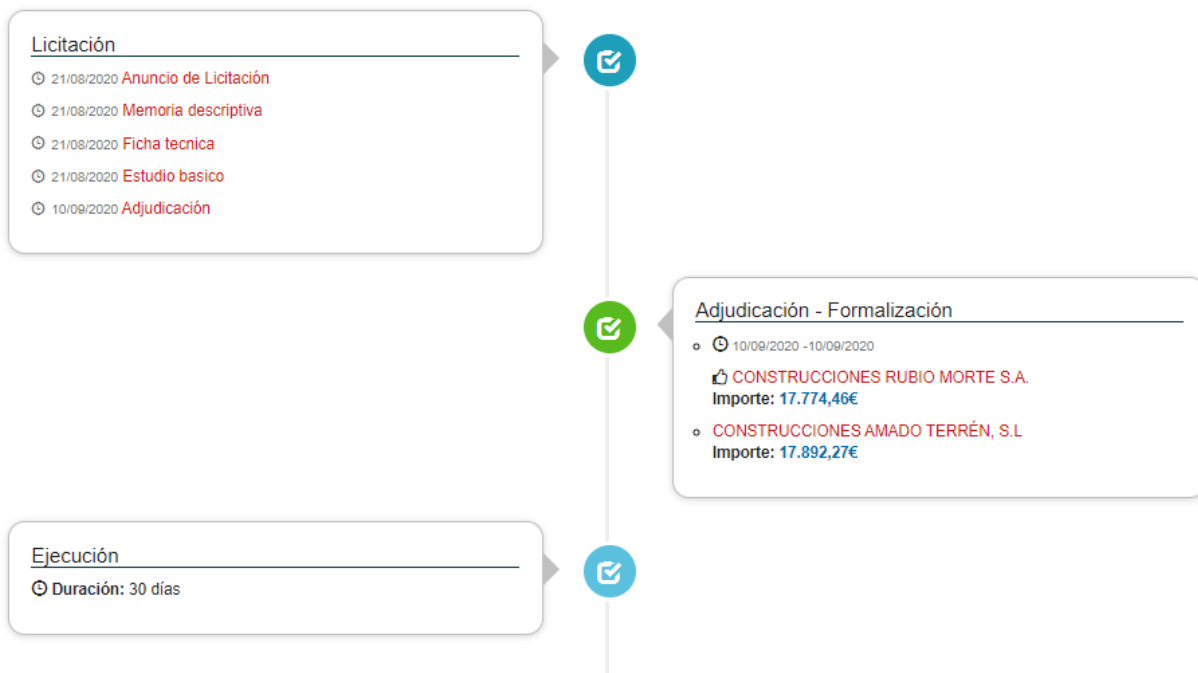 Licitación
21/08/2020 Anuncio de Licitación
21/08/2020 Memoria descriptiva
21/08/2020 Ficha tecnica
21/08/2020 Estudio basico
10/09/2020 Adjudicación
Adjudicación - Formalización
10/09/2020 -10/09/2020
CONSTRUCCIONES RUBIO MORTE S.A.
Importe: 17.774,46€
CONSTRUCCIONES AMADO TERRÉN, S.L
Importe: 17.892,27€
Ejecución
Duración: 30 días